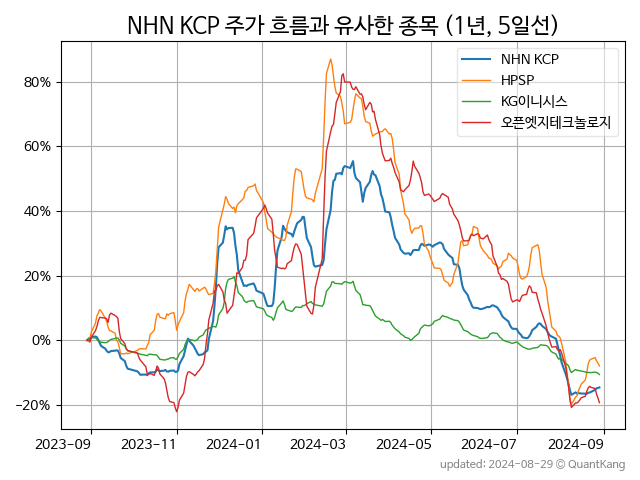 NHN KCP 주가 흐름과 유사한 종목 (1년, 5일선)
NHN KCP
HPSP
KG이니시스
오픈엣지테크놀로지
80%
60%
40%
20%
0%
−20%
2023-09 2023-11 2024-01 2024-03 2024-05 2024-07 2024-09
updated: 2024-08-29 © QuantKang